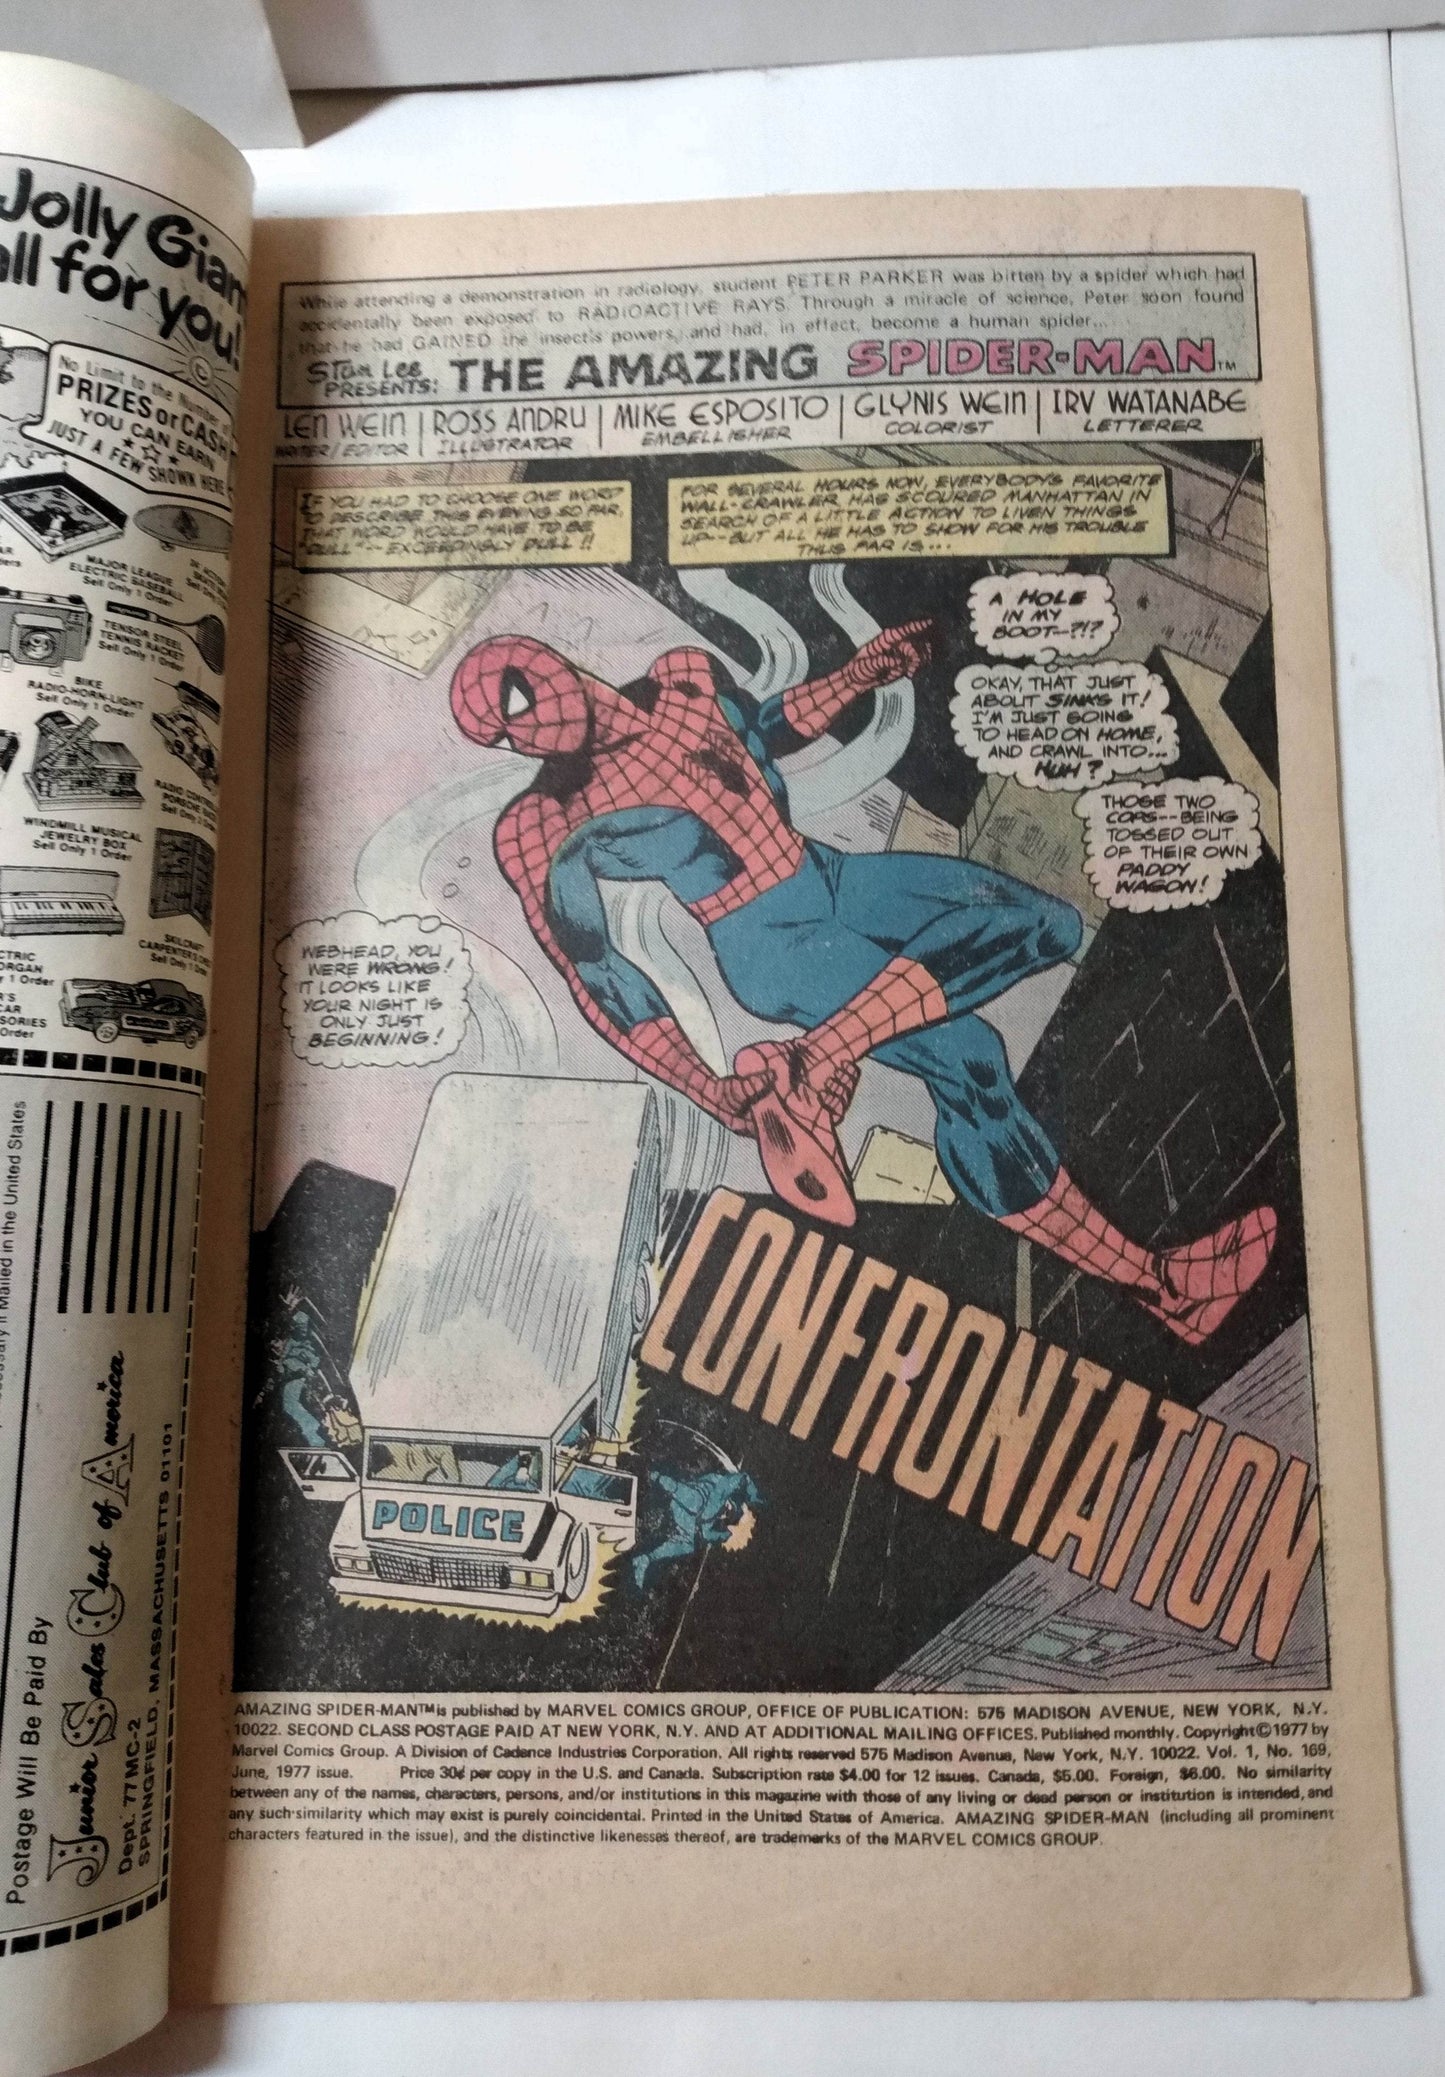 Jolly Gian
all for you!
No Limit to the Number of
PRIZES or CASH
YOU CAN EARN
JUST A FEW SHOWN HERE
MAJOR LEAGUE
ELECTRIC BASEBALL
Sell Only 1 Order
TENSOR STEEL
TENNIS RACKET
Sell Only 1 Order
BIKE
RADIO-HORN-LIGHT
Sell Only 1 Order
WINDMILL MUSICAL
JEWELRY BOX
Sell Only 1 Order
SKILCRAFT
CARPENTER'S
Sell Only 1 Order
CTRIC
ORGAN
1 Order
R'S
CAR
SORIES
Order
Mailed in the United States
Postage Will Be Paid By
Junior Sales Club of America
Dept. 77 MC-2
SPRINGFIELD, MASSACHUSETTS 01101
While attending a demonstration in radiology, student PETER PARKER was bitten by a spider which had
accidentally been exposed to RADIOACTIVE RAYS. Through a miracle of science, Peter soon found
that he had GAINED the insect's powers, and had, in effect, become a human spider...
STan Lee
PRESENTS: THE AMAZING SPIDER-MAN™
LEN WEIN | ROSS ANDRU | MIKE ESPOSITO | GLYNIS WEIN | IRV WATANABE
WRITER / EDITOR | ILLUSTRATOR EMBELLISHER COLORIST LETTERER
IF YOU HAD TO CHOOSE ONE WORD
TO DESCRIBE THIS EVENING SO FAR,
THAT WORD WOULD HAVE TO BE
"DULL"-- EXCEEDINGLY DULL!!
FOR SEVERAL HOURS NOW, EVERYBODY'S FAVORITE
WALL-CRAWLER HAS SCOURED MANHATTAN IN
SEARCH OF A LITTLE ACTION TO LIVEN THINGS
UP-- BUT ALL HE HAS TO SHOW FOR HIS TROUBLE
THUS FAR IS...
A HOLE
IN MY
BOOT--?!?
OKAY, THAT JUST
ABOUT SINKS IT!
I'M JUST GOING
TO HEAD ON HOME,
AND CRAWL INTO...
HUH?
THOSE TWO
COPS--BEING
TOSSED OUT
OF THEIR OWN
PADDY
WAGON!
WEBHEAD, YOU
WERE WRONG!
IT LOOKS LIKE
YOUR NIGHT IS
ONLY JUST
BEGINNING!
CONFRONTATION
POLICE
AMAZING SPIDER-MAN™ is published by MARVEL COMICS GROUP, OFFICE OF PUBLICATION: 575 MADISON AVENUE, NEW YORK, N.Y.
10022. SECOND CLASS POSTAGE PAID AT NEW YORK, N.Y. AND AT ADDITIONAL MAILING OFFICES. Published monthly. Copyright © 1977 by
Marvel Comics Group. A Division of Cadence Industries Corporation. All rights reserved 575 Madison Avenue, New York, N.Y. 10022. Vol. 1, No. 169,
June, 1977 issue. Price 30¢ per copy in the U.S. and Canada. Subscription rate $4.00 for 12 issues. Canada, $5.00. Foreign, $6.00. No similarity
between any of the names, characters, persons, and/or institutions in this magazine with those of any living or dead person or institution is intended, and
any such similarity which may exist is purely coincidental. Printed in the United States of America. AMAZING SPIDER-MAN (including all prominent
characters featured in the issue), and the distinctive likenesses thereof, are trademarks of the MARVEL COMICS GROUP.